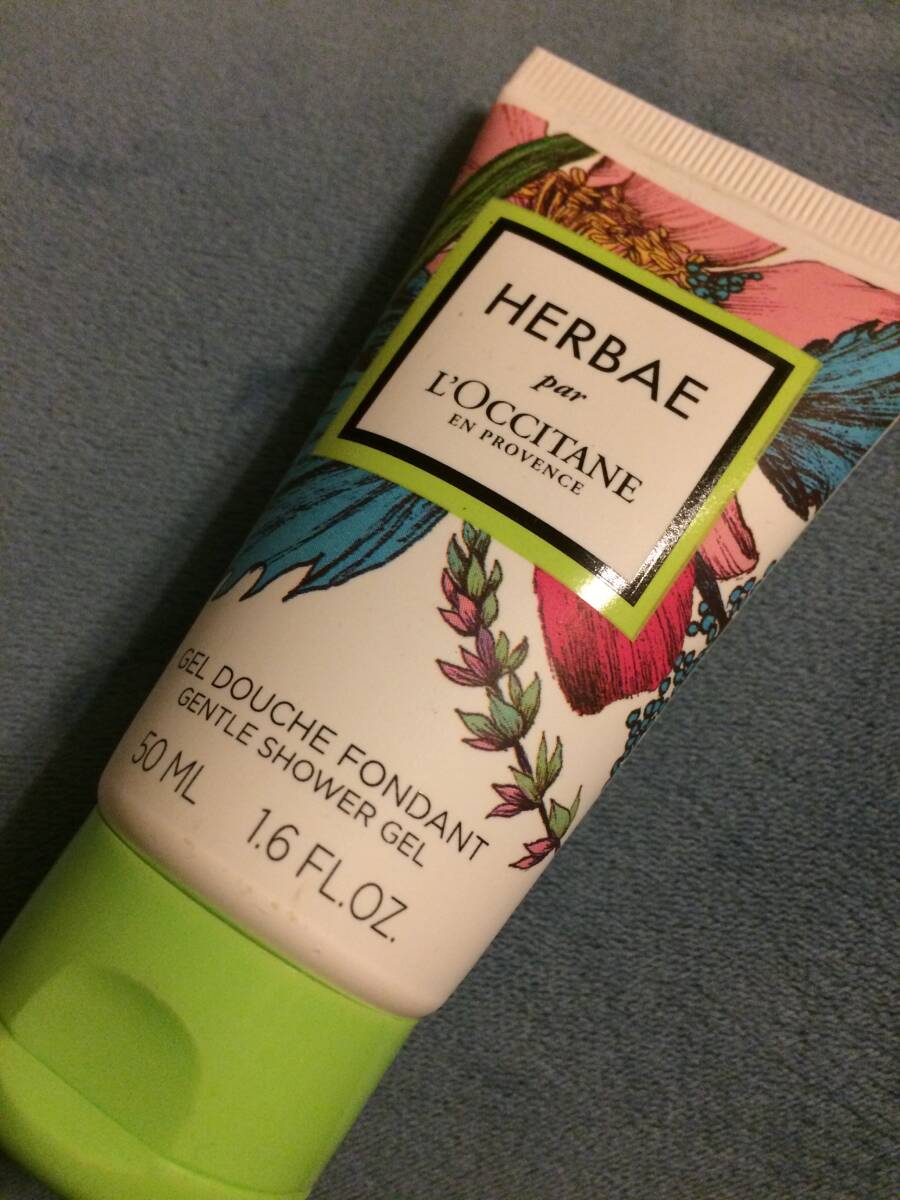 HERBAE
par
L'OCCITANE
EN PROVENCE
GEL DOUCHE FONDANT
GENTLE SHOWER GEL
50 ML 1.6 FL.OZ.